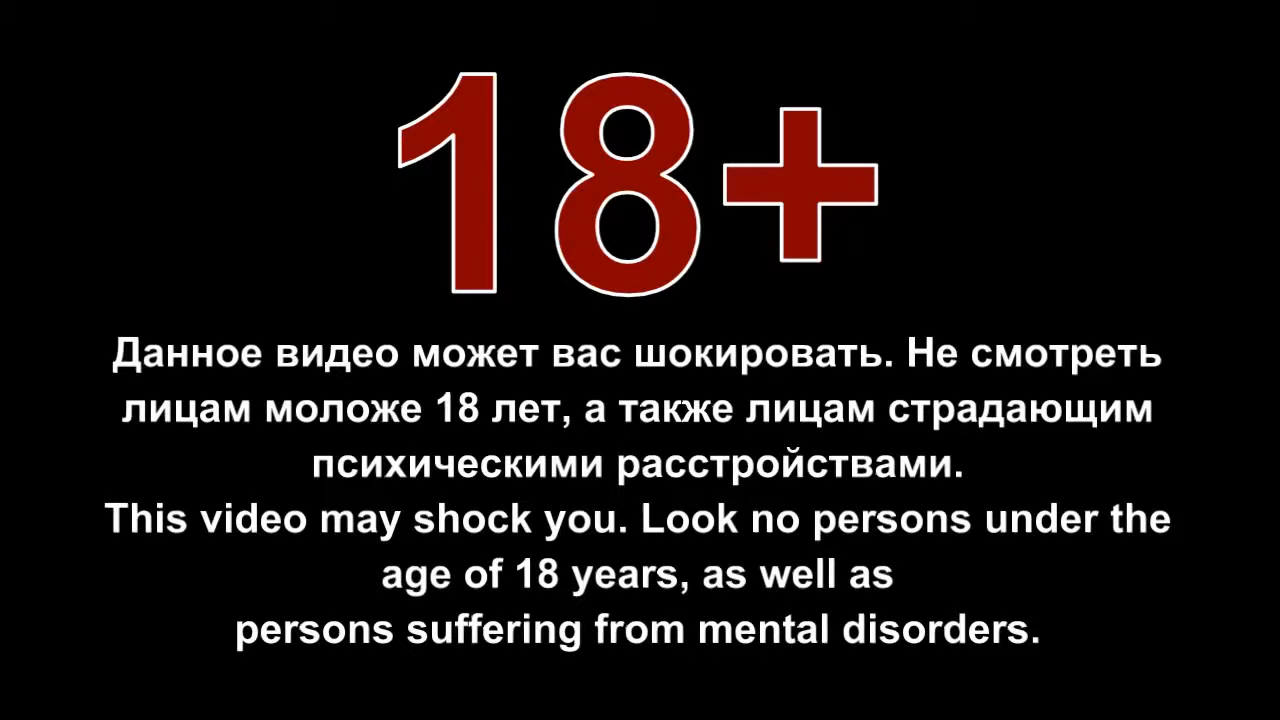 18+
Данное видео может вас шокировать. Не смотреть
лицам моложе 18 лет, а также лицам страдающим
психическими расстройствами.
This video may shock you. Look no persons under the
age of 18 years, as well as
persons suffering from mental disorders.